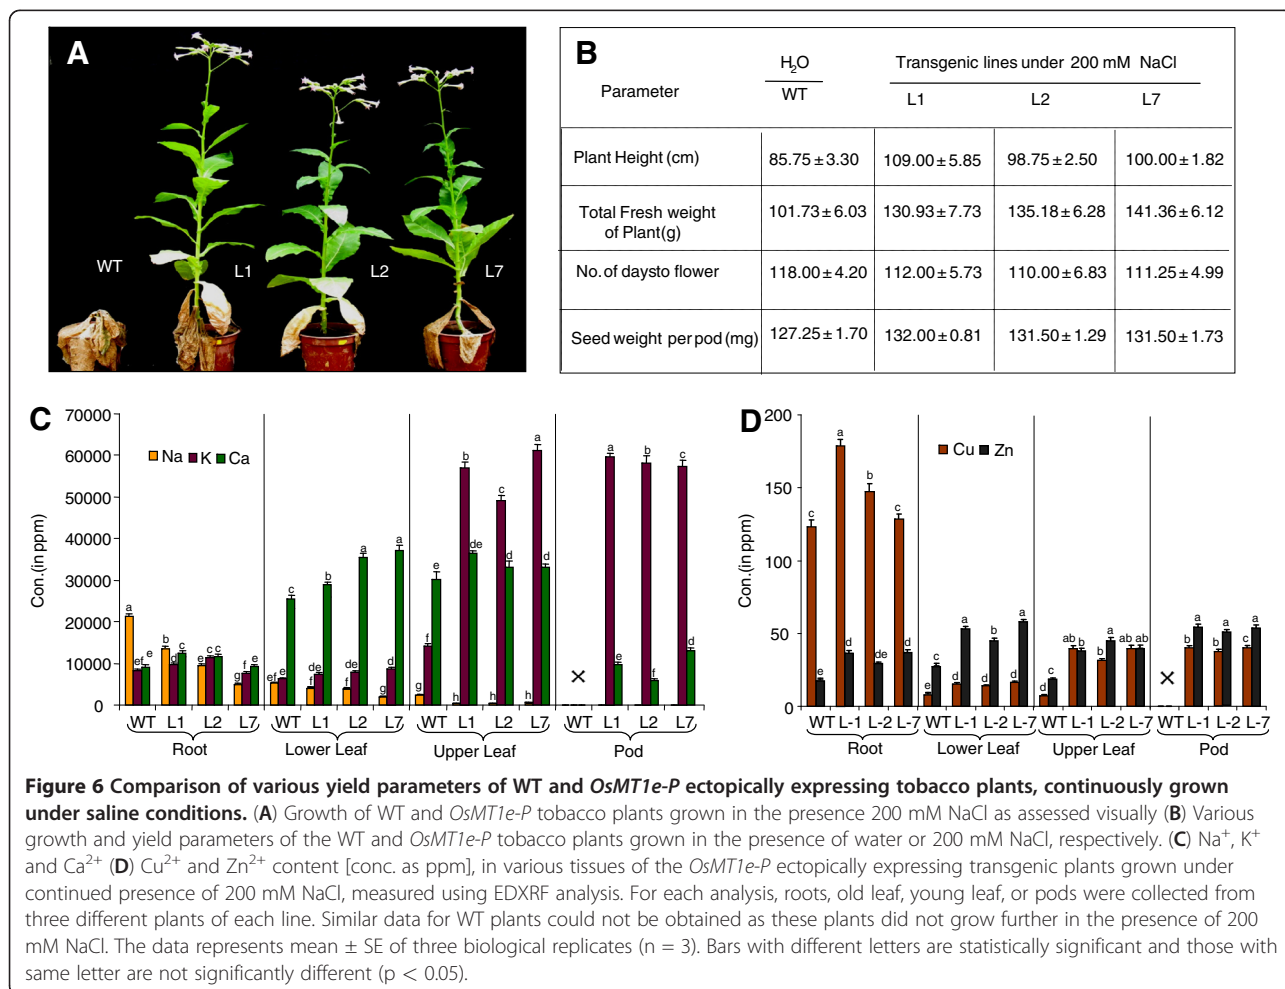 A
WT
L1
L2
L7
B
Parameter
H2O
WT
Transgenic lines under 200 mM NaCl
L1 L2 L7
Plant Height (cm) 85.75±3.30 109.00±5.85 98.75±2.50 100.00±1.82
Total Fresh weight of Plant(g) 101.73±6.03 130.93±7.73 135.18±6.28 141.36±6.12
No. of daysto flower 118.00±4.20 112.00±5.73 110.00±6.83 111.25±4.99
Seed weight per pod (mg) 127.25±1.70 132.00±0.81 131.50±1.29 131.50±1.73
C
Con.(in ppm)
70000
60000
50000
40000
30000
20000
10000
0
Na K Ca
a ef e b d c e c c g f e
ef f c g de b f f a g d a
g f e h b de h c d h a d
× a c b f c d
WT L1 L2 L7 WT L1 L2 L7 WT L1 L2 L7 WT L1 L2 L7
Root Lower Leaf Upper Leaf Pod
D
Con.(in ppm)
200
150
100
50
0
Cu Zn
c f a d b de c d
e c d a d b d a
d c ab b b a ab ab
× b a b a c a
WT L-1 L-2 L-7 WT L-1 L-2 L-7 WT L-1 L-2 L-7 WT L-1 L-2 L-7
Root Lower Leaf Upper Leaf Pod
Figure 6 Comparison of various yield parameters of WT and OsMT1e-P ectopically expressing tobacco plants, continuously grown
under saline conditions. (A) Growth of WT and OsMT1e-P tobacco plants grown in the presence 200 mM NaCl as assessed visually (B) Various
growth and yield parameters of the WT and OsMT1e-P tobacco plants grown in the presence of water or 200 mM NaCl, respectively. (C) Na+, K+
and Ca2+ (D) Cu2+ and Zn2+ content [conc. as ppm], in various tissues of the OsMT1e-P ectopically expressing transgenic plants grown under
continued presence of 200 mM NaCl, measured using EDXRF analysis. For each analysis, roots, old leaf, young leaf, or pods were collected from
three different plants of each line. Similar data for WT plants could not be obtained as these plants did not grow further in the presence of 200
mM NaCl. The data represents mean ± SE of three biological replicates (n = 3). Bars with different letters are statistically significant and those with
same letter are not significantly different (p < 0.05).